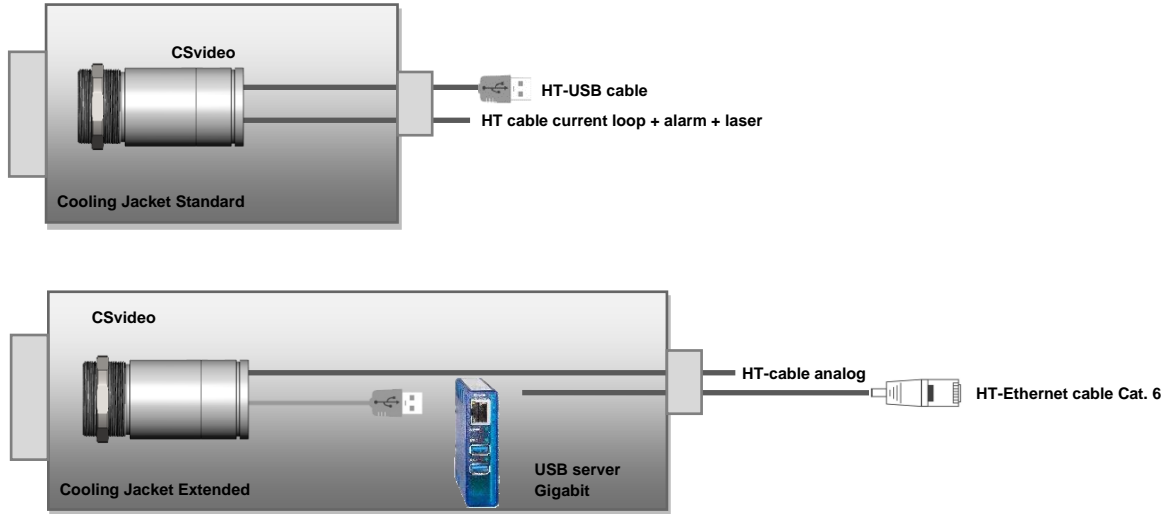 CSvideo
HT-USB cable
HT cable current loop + alarm + laser
Cooling Jacket Standard
CSvideo
HT-cable analog
HT-Ethernet cable Cat. 6
USB server
Gigabit
Cooling Jacket Extended